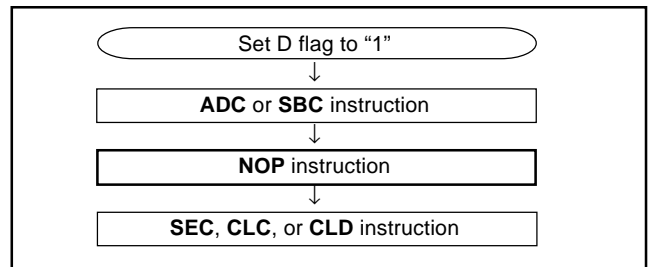 Set D flag to “1”
ADC or SBC instruction
NOP instruction
SEC, CLC, or CLD instruction